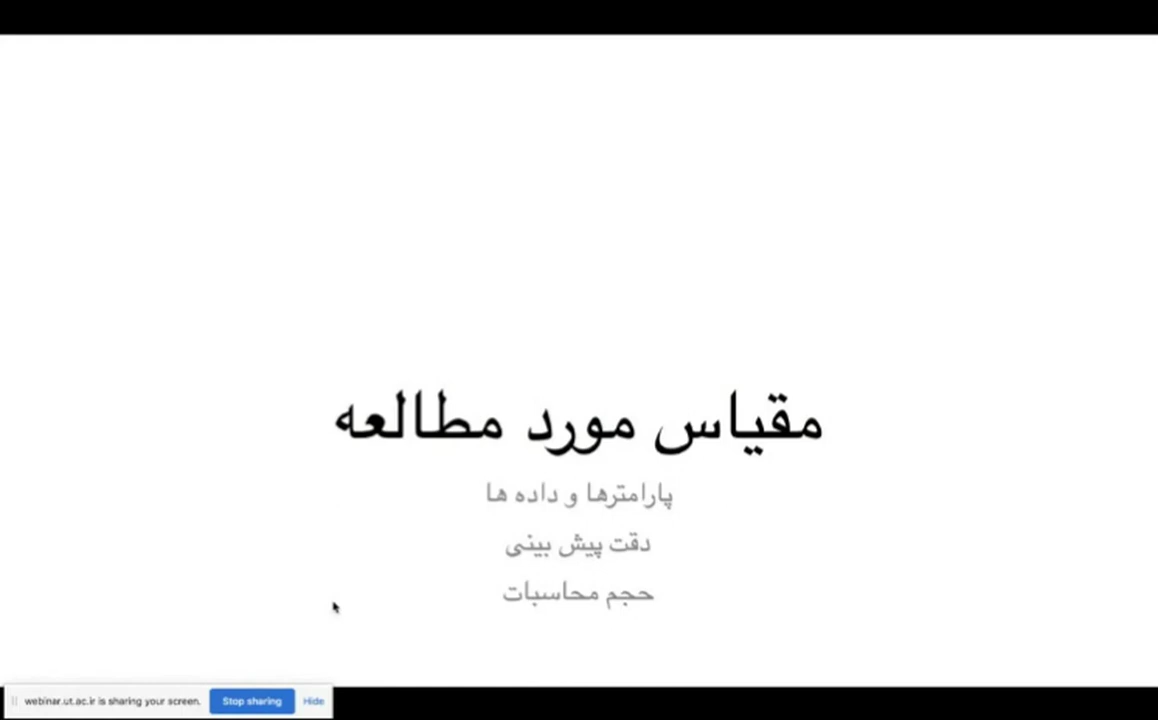 مقیاس مورد مطالعه
پارامترها و داده ها
دقت پیش بینی
حجم محاسبات
webinar.ut.ac.ir is sharing your screen. Stop sharing Hide